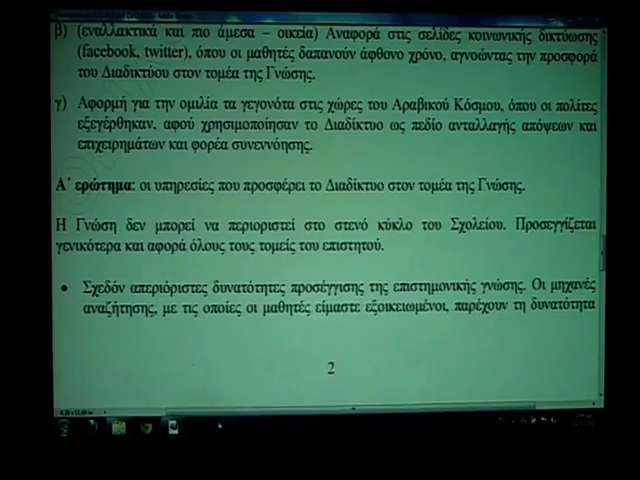 β) (εναλλακτικά και πιο άμεσα – οικεία) Αναφορά στις σελίδες κοινωνικής δικτύωσης
(facebook, twitter), όπου οι μαθητές δαπανούν άφθονο χρόνο, αγνοώντας την προσφορά
του Διαδικτύου στον τομέα της Γνώσης.
γ) Αφορμή για την ομιλία τα γεγονότα στις χώρες του Αραβικού Κόσμου, όπου οι πολίτες
εξεγέρθηκαν, αφού χρησιμοποίησαν το Διαδίκτυο ως πεδίο ανταλλαγής απόψεων και
επιχειρημάτων και φορέα συνεννόησης.
Α΄ ερώτημα: οι υπηρεσίες που προσφέρει το Διαδίκτυο στον τομέα της Γνώσης.
Η Γνώση δεν μπορεί να περιοριστεί στο στενό κύκλο του Σχολείου. Προσεγγίζεται
γενικότερα και αφορά όλους τους τομείς του επιστητού.
• Σχεδόν απεριόριστες δυνατότητες προσέγγισης της επιστημονικής γνώσης. Οι μηχανές
αναζήτησης, με τις οποίες οι μαθητές είμαστε εξοικειωμένοι, παρέχουν τη δυνατότητα
2